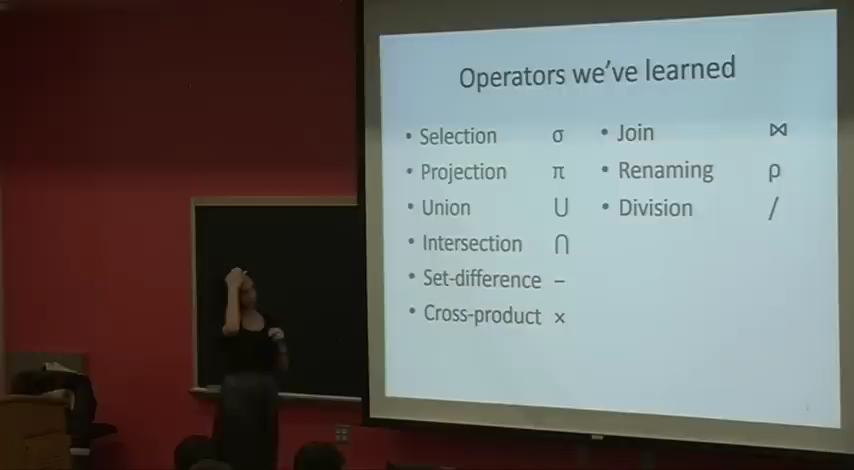 Operators we've learned
• Selection σ
• Projection π
• Union ∪
• Intersection ∩
• Set-difference −
• Cross-product ×
• Join ⋈
• Renaming ρ
• Division /